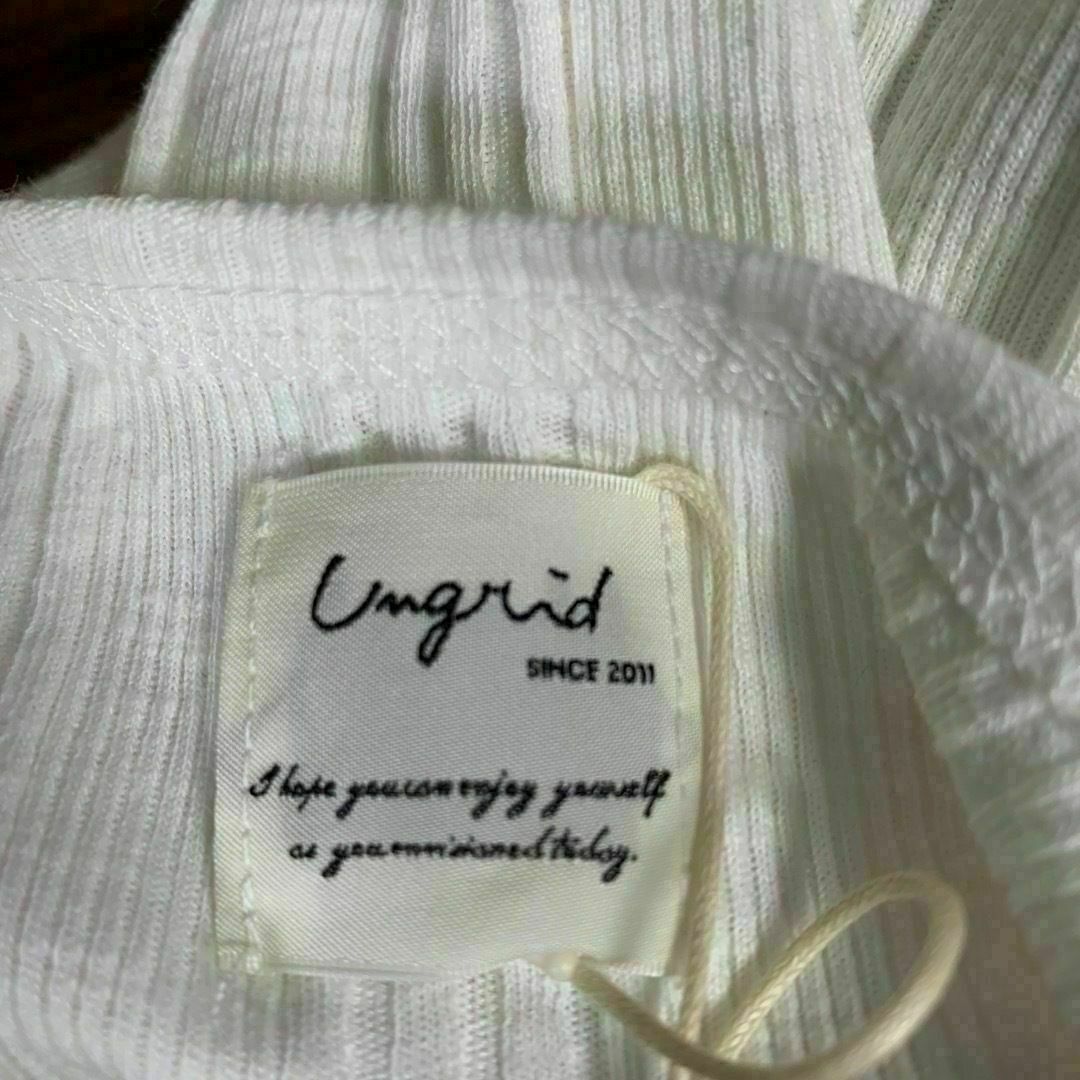 Ungrid
SINCE 2011
I hope you can enjoy yourself
as you envisioned today.